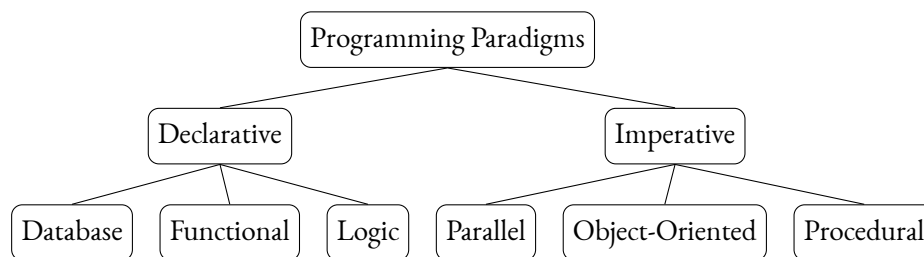 Programming Paradigms
Declarative
Imperative
Database
Functional
Logic
Parallel
Object-Oriented
Procedural